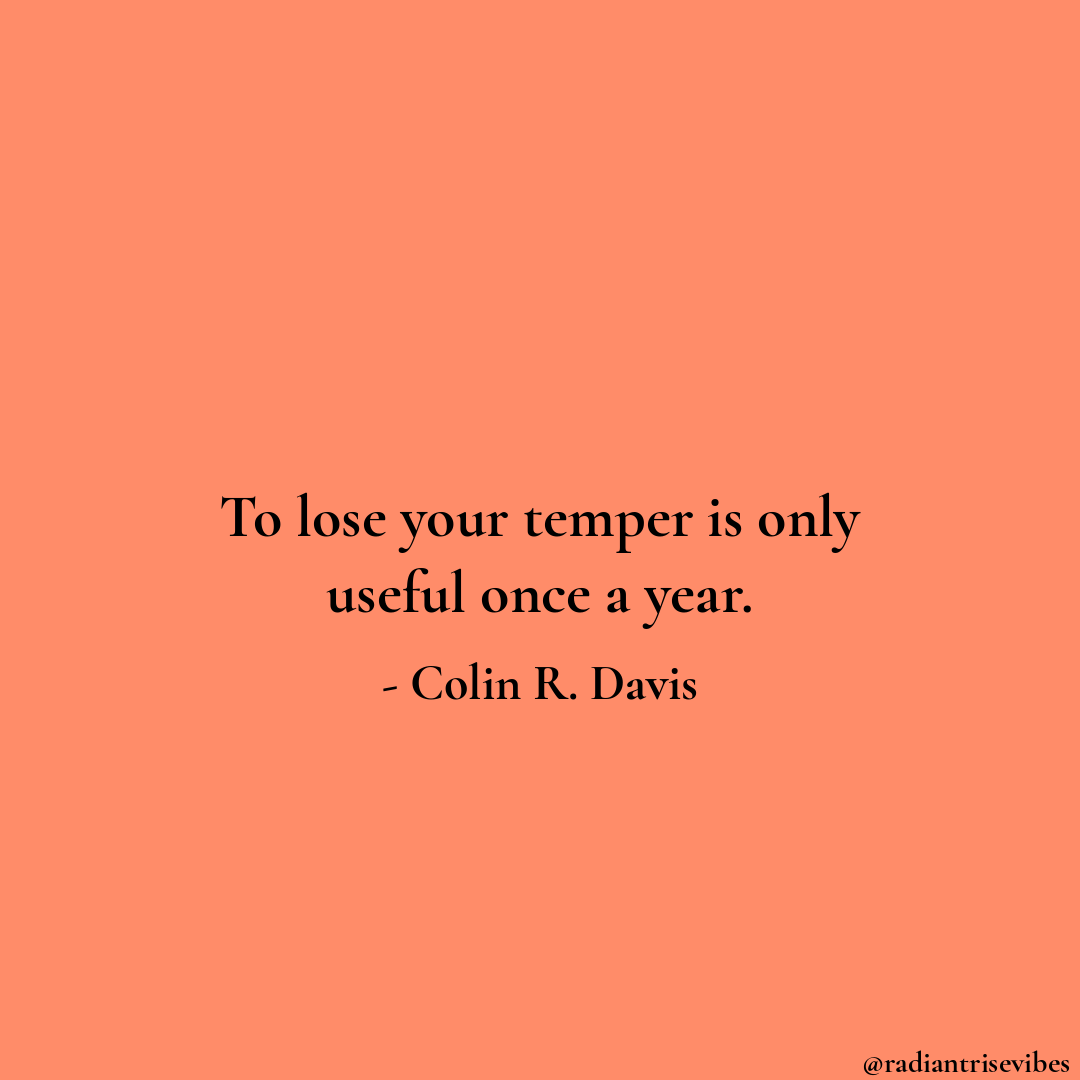 To lose your temper is only
useful once a year.
- Colin R. Davis
@radiantrisevibes